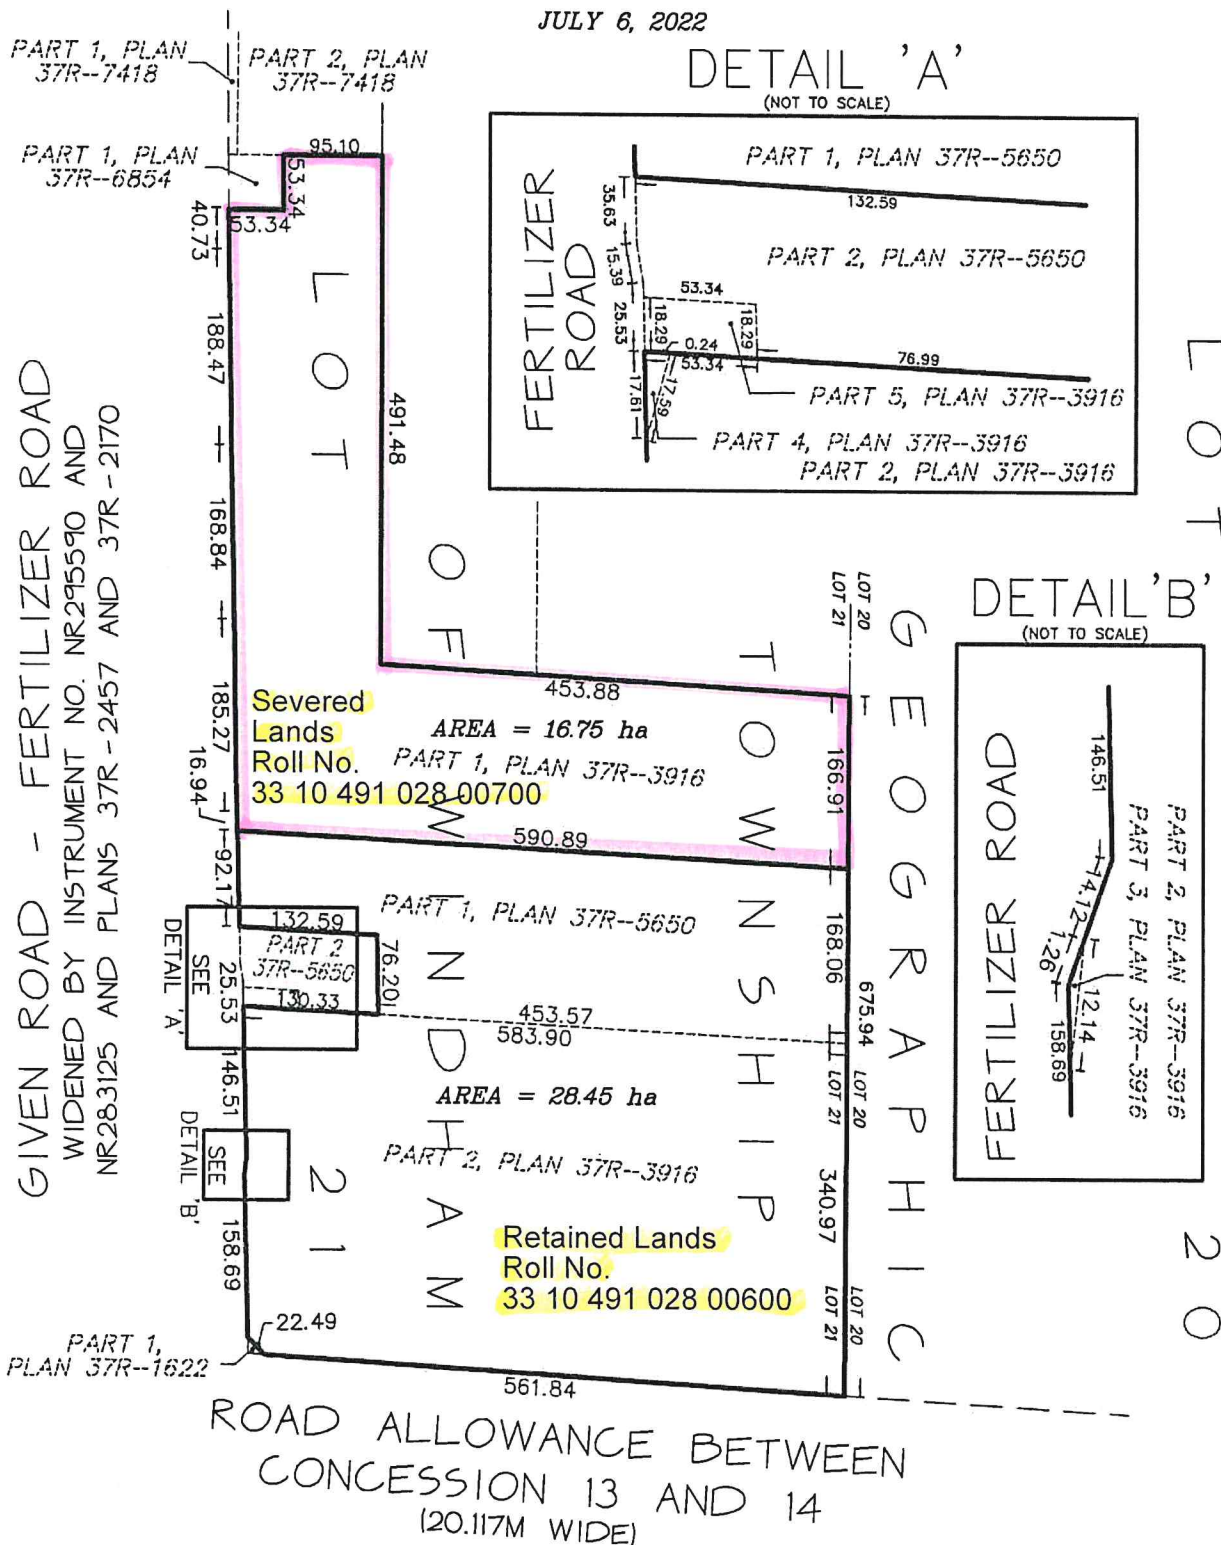 JULY 6, 2022
PART 1, PLAN
37R--7418
PART 2, PLAN
37R--7418
PART 1, PLAN
37R--6854
95.10
53.34
53.34
40.73
188.47
168.84
185.27
16.94
92.17
491.48
LOT
21
OF
WINDHAM
TOWNSHIP
GEOGRAPHIC
LOT
20
DETAIL 'A'
(NOT TO SCALE)
FERTILIZER
ROAD
PART 1, PLAN 37R--5650
132.59
35.63
15.39
25.53
PART 2, PLAN 37R--5650
53.34
18.29
18.29
0.24
53.34
76.99
17.61
17.59
PART 5, PLAN 37R--3916
PART 4, PLAN 37R--3916
PART 2, PLAN 37R--3916
GIVEN ROAD - FERTILIZER ROAD
WIDENED BY INSTRUMENT NO. NR295590 AND
NR283125 AND PLANS 37R-2457 AND 37R-2170
LOT 20
LOT 21
DETAIL 'B'
(NOT TO SCALE)
FERTILIZER ROAD
146.51
14.12
1.26
12.14
158.69
PART 2, PLAN 37R--3916
PART 3, PLAN 37R--3916
453.88
Severed
Lands
Roll No.
33 10 491 028 00700
AREA = 16.75 ha
PART 1, PLAN 37R--3916
166.91
590.89
PART 1, PLAN 37R--5650
132.59
PART 2
37R--5650
76.20
130.33
25.53
SEE
DETAIL 'A'
168.06
675.94
453.57
583.90
LOT 20
LOT 21
146.51
AREA = 28.45 ha
SEE
DETAIL 'B'
PART 2, PLAN 37R--3916
340.97
158.69
Retained Lands
Roll No.
33 10 491 028 00600
LOT 20
LOT 21
22.49
PART 1,
PLAN 37R--1622
561.84
ROAD ALLOWANCE BETWEEN
CONCESSION 13 AND 14
(20.117M WIDE)